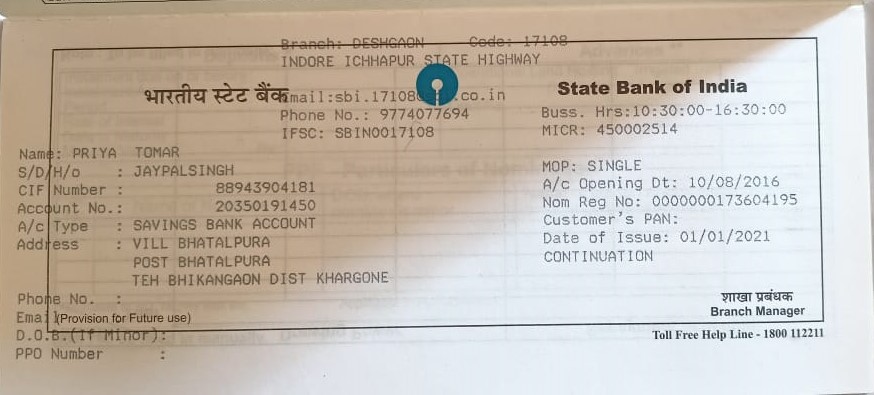 Branch: DESHGAON Code: 17108
INDORE ICHHAPUR STATE HIGHWAY
भारतीय स्टेट बैंक Email:sbi.17108 .co.in State Bank of India
Phone No.: 9774077694 Buss. Hrs:10:30:00-16:30:00
IFSC: SBIN0017108 MICR: 450002514
Name: PRIYA TOMAR
S/D/H/o : JAYPALSINGH MOP: SINGLE
CIF Number : 88943904181 A/c Opening Dt: 10/08/2016
Account No.: 20350191450 Nom Reg No: 0000000173604195
A/c Type : SAVINGS BANK ACCOUNT Customer's PAN:
Address : VILL BHATALPURA Date of Issue: 01/01/2021
POST BHATALPURA CONTINUATION
TEH BHIKANGAON DIST KHARGONE
Phone No. : शाखा प्रबंधक
Email (Provision for Future use) Branch Manager
D.O.B.(If Minor): Toll Free Help Line - 1800 112211
PPO Number :